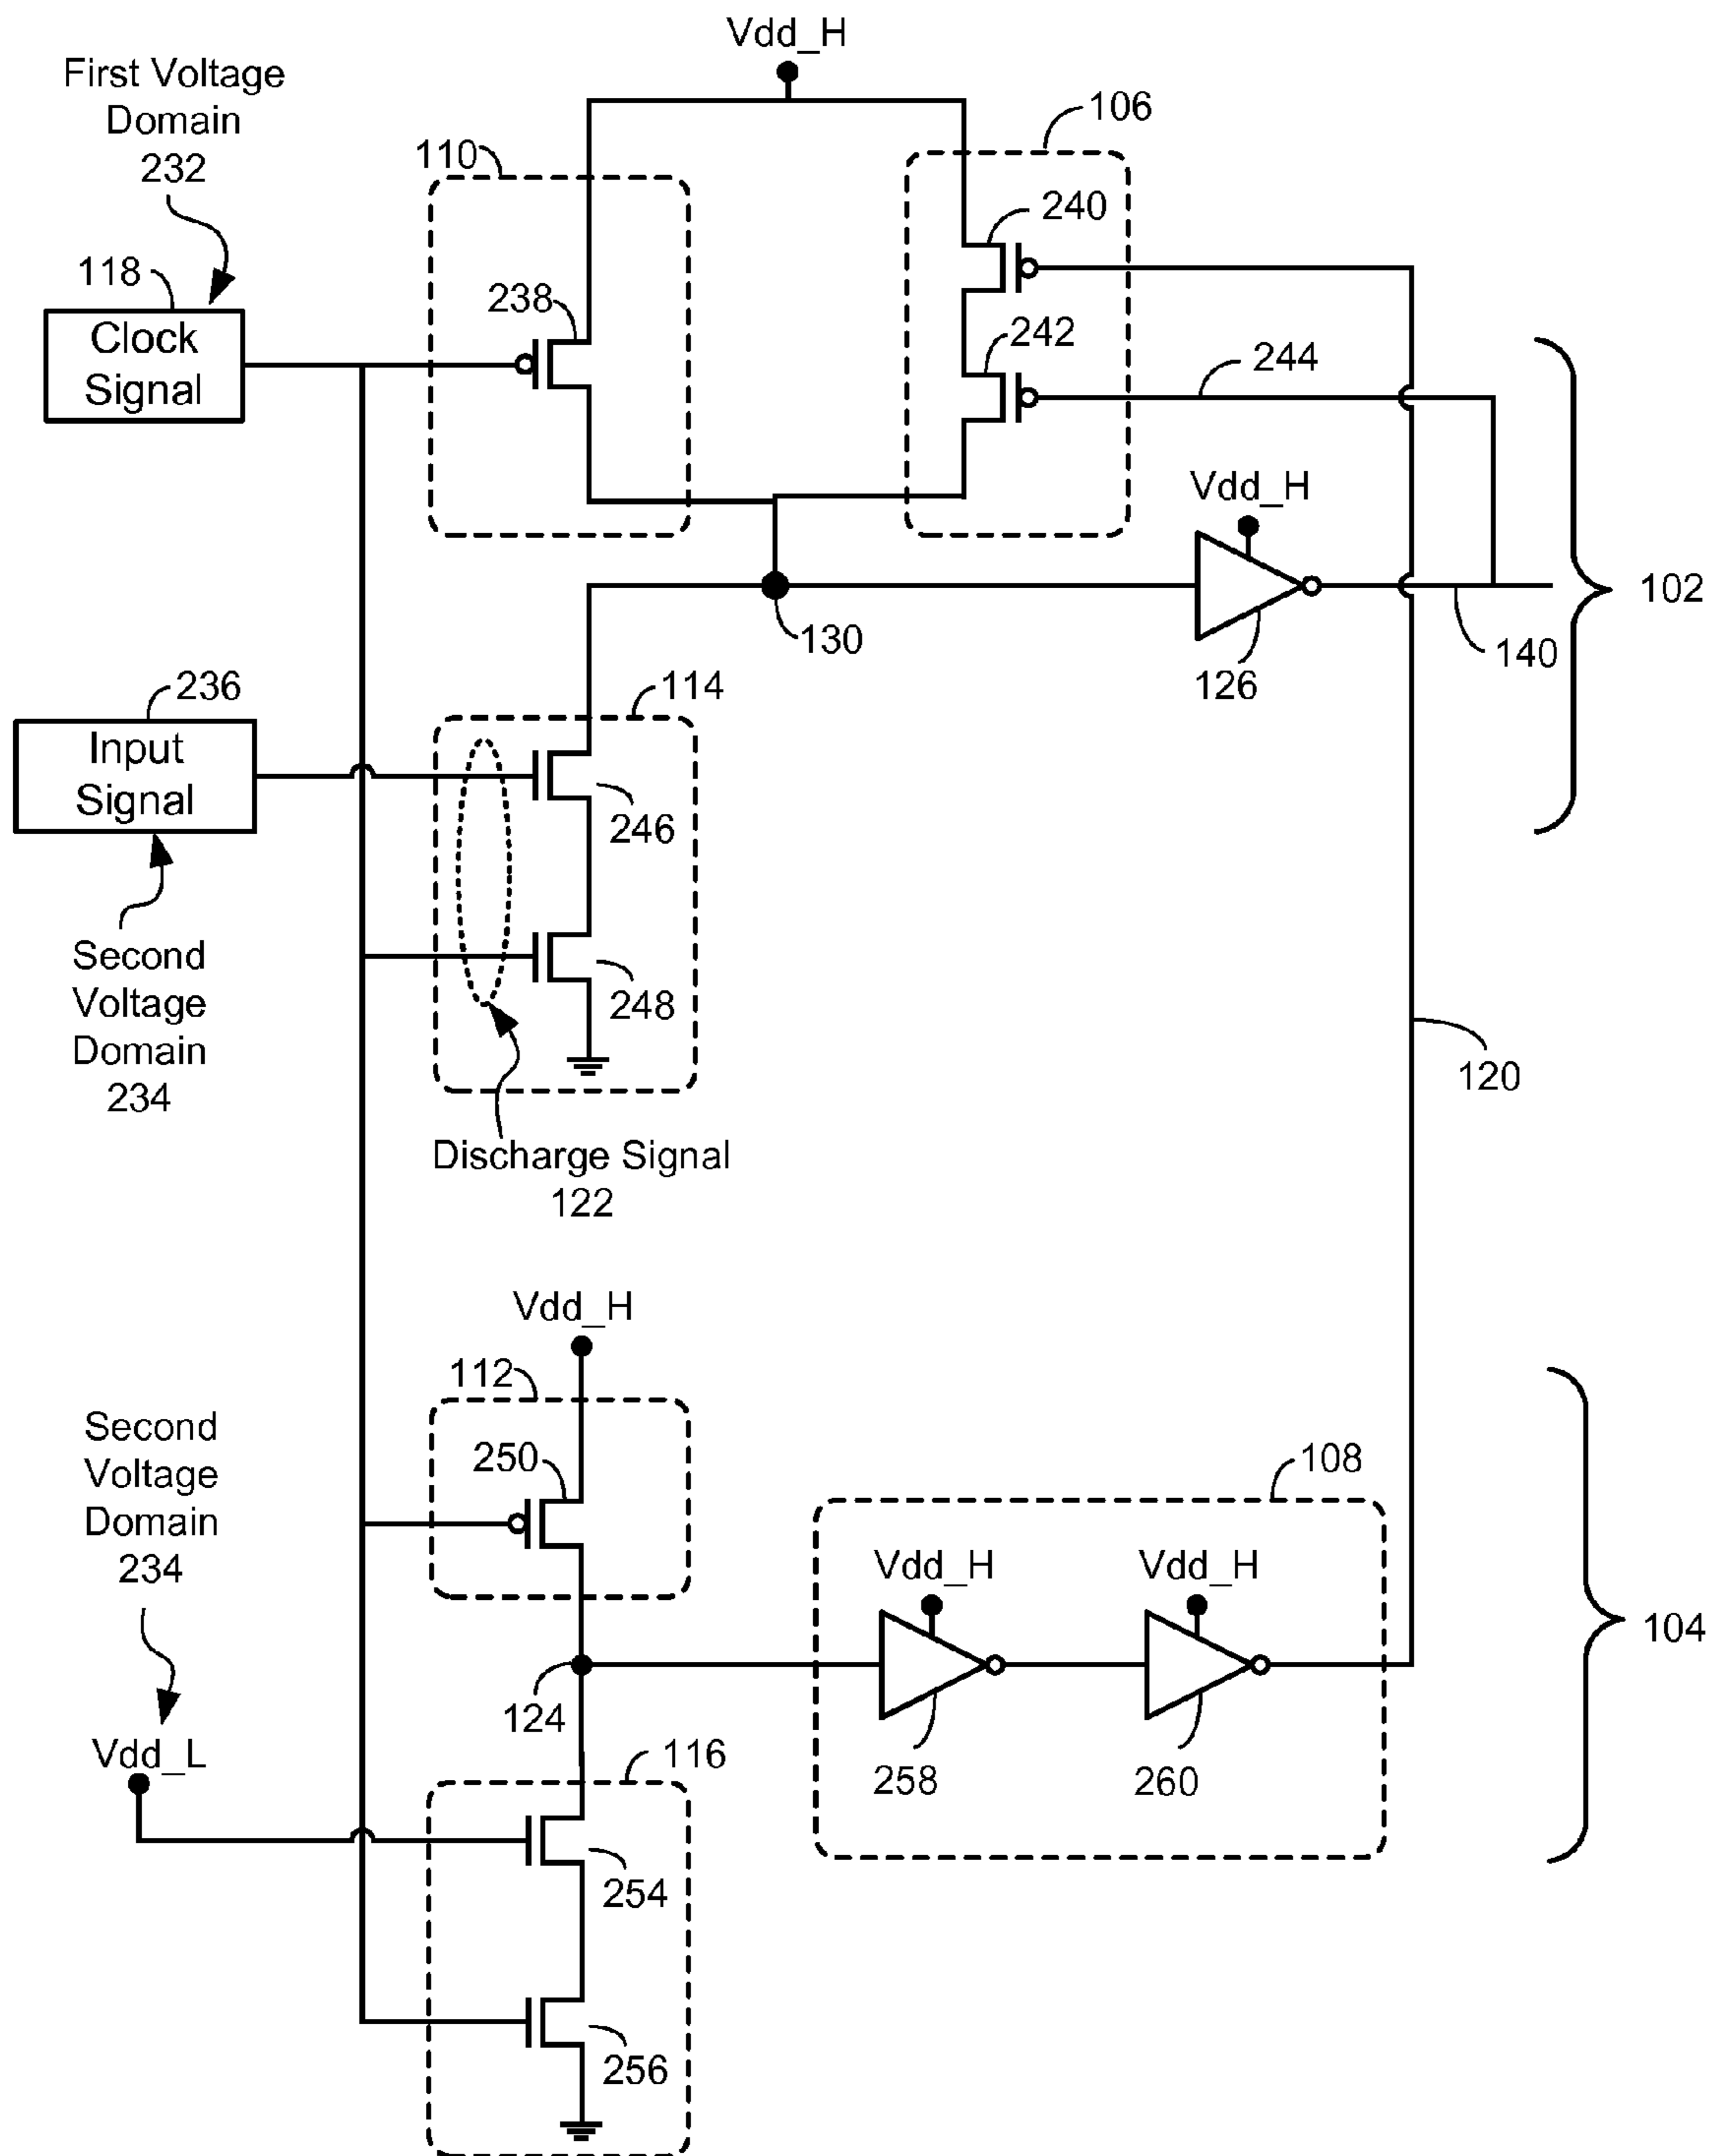 Vdd_H
First Voltage
Domain
232
106
110
240
118
238
242
244
Clock
Signal
Vdd_H
102
130
140
126
236
114
Input
Signal
246
Second
Voltage
Domain
234
248
120
Discharge Signal
122
Vdd_H
112
Second
Voltage
Domain
234
250
108
Vdd_H
Vdd_H
104
124
Vdd_L
116
258
260
254
256